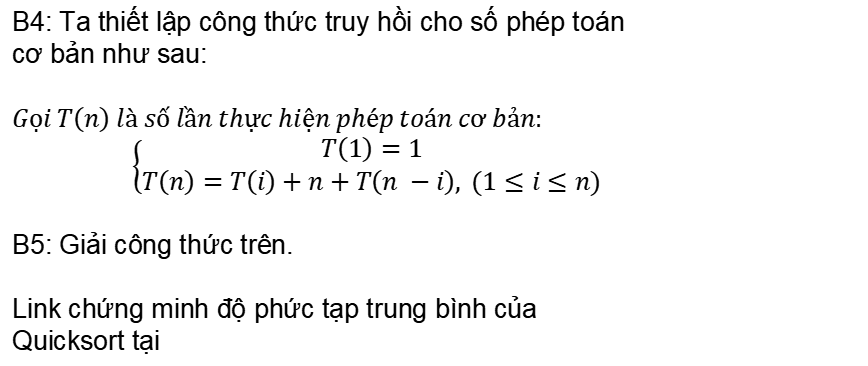 B4: Ta thiết lập công thức truy hồi cho số phép toán
cơ bản như sau:
Gọi T(n) là số lần thực hiện phép toán cơ bản:
T(1) = 1
T(n) = T(i) + n + T(n − i), (1 ≤ i ≤ n)
B5: Giải công thức trên.
Link chứng minh độ phức tạp trung bình của
Quicksort tại